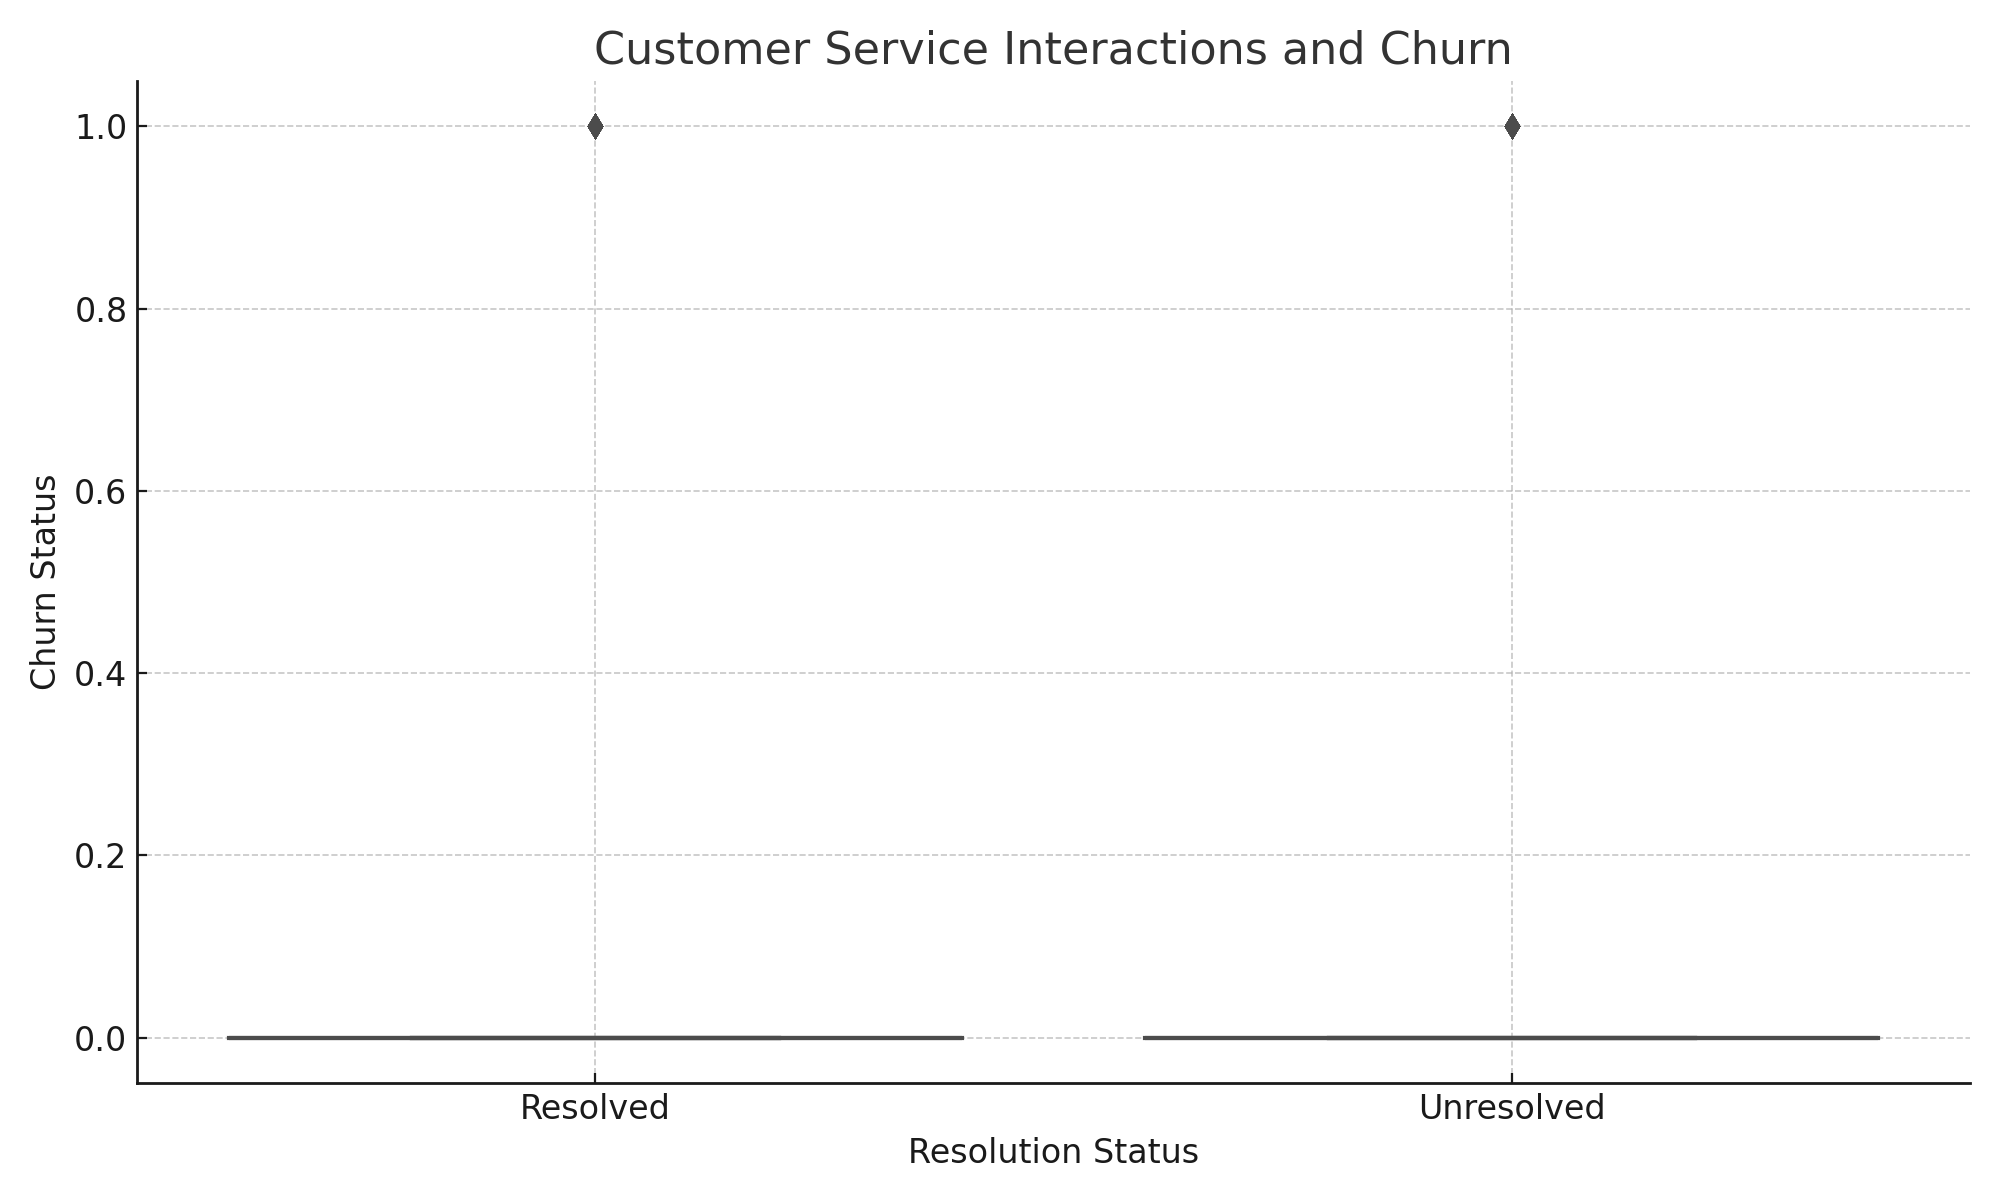 Customer Service Interactions and Churn
1.0
0.8
0.6
0.4
0.2
0.0
Churn Status
Resolved
Unresolved
Resolution Status